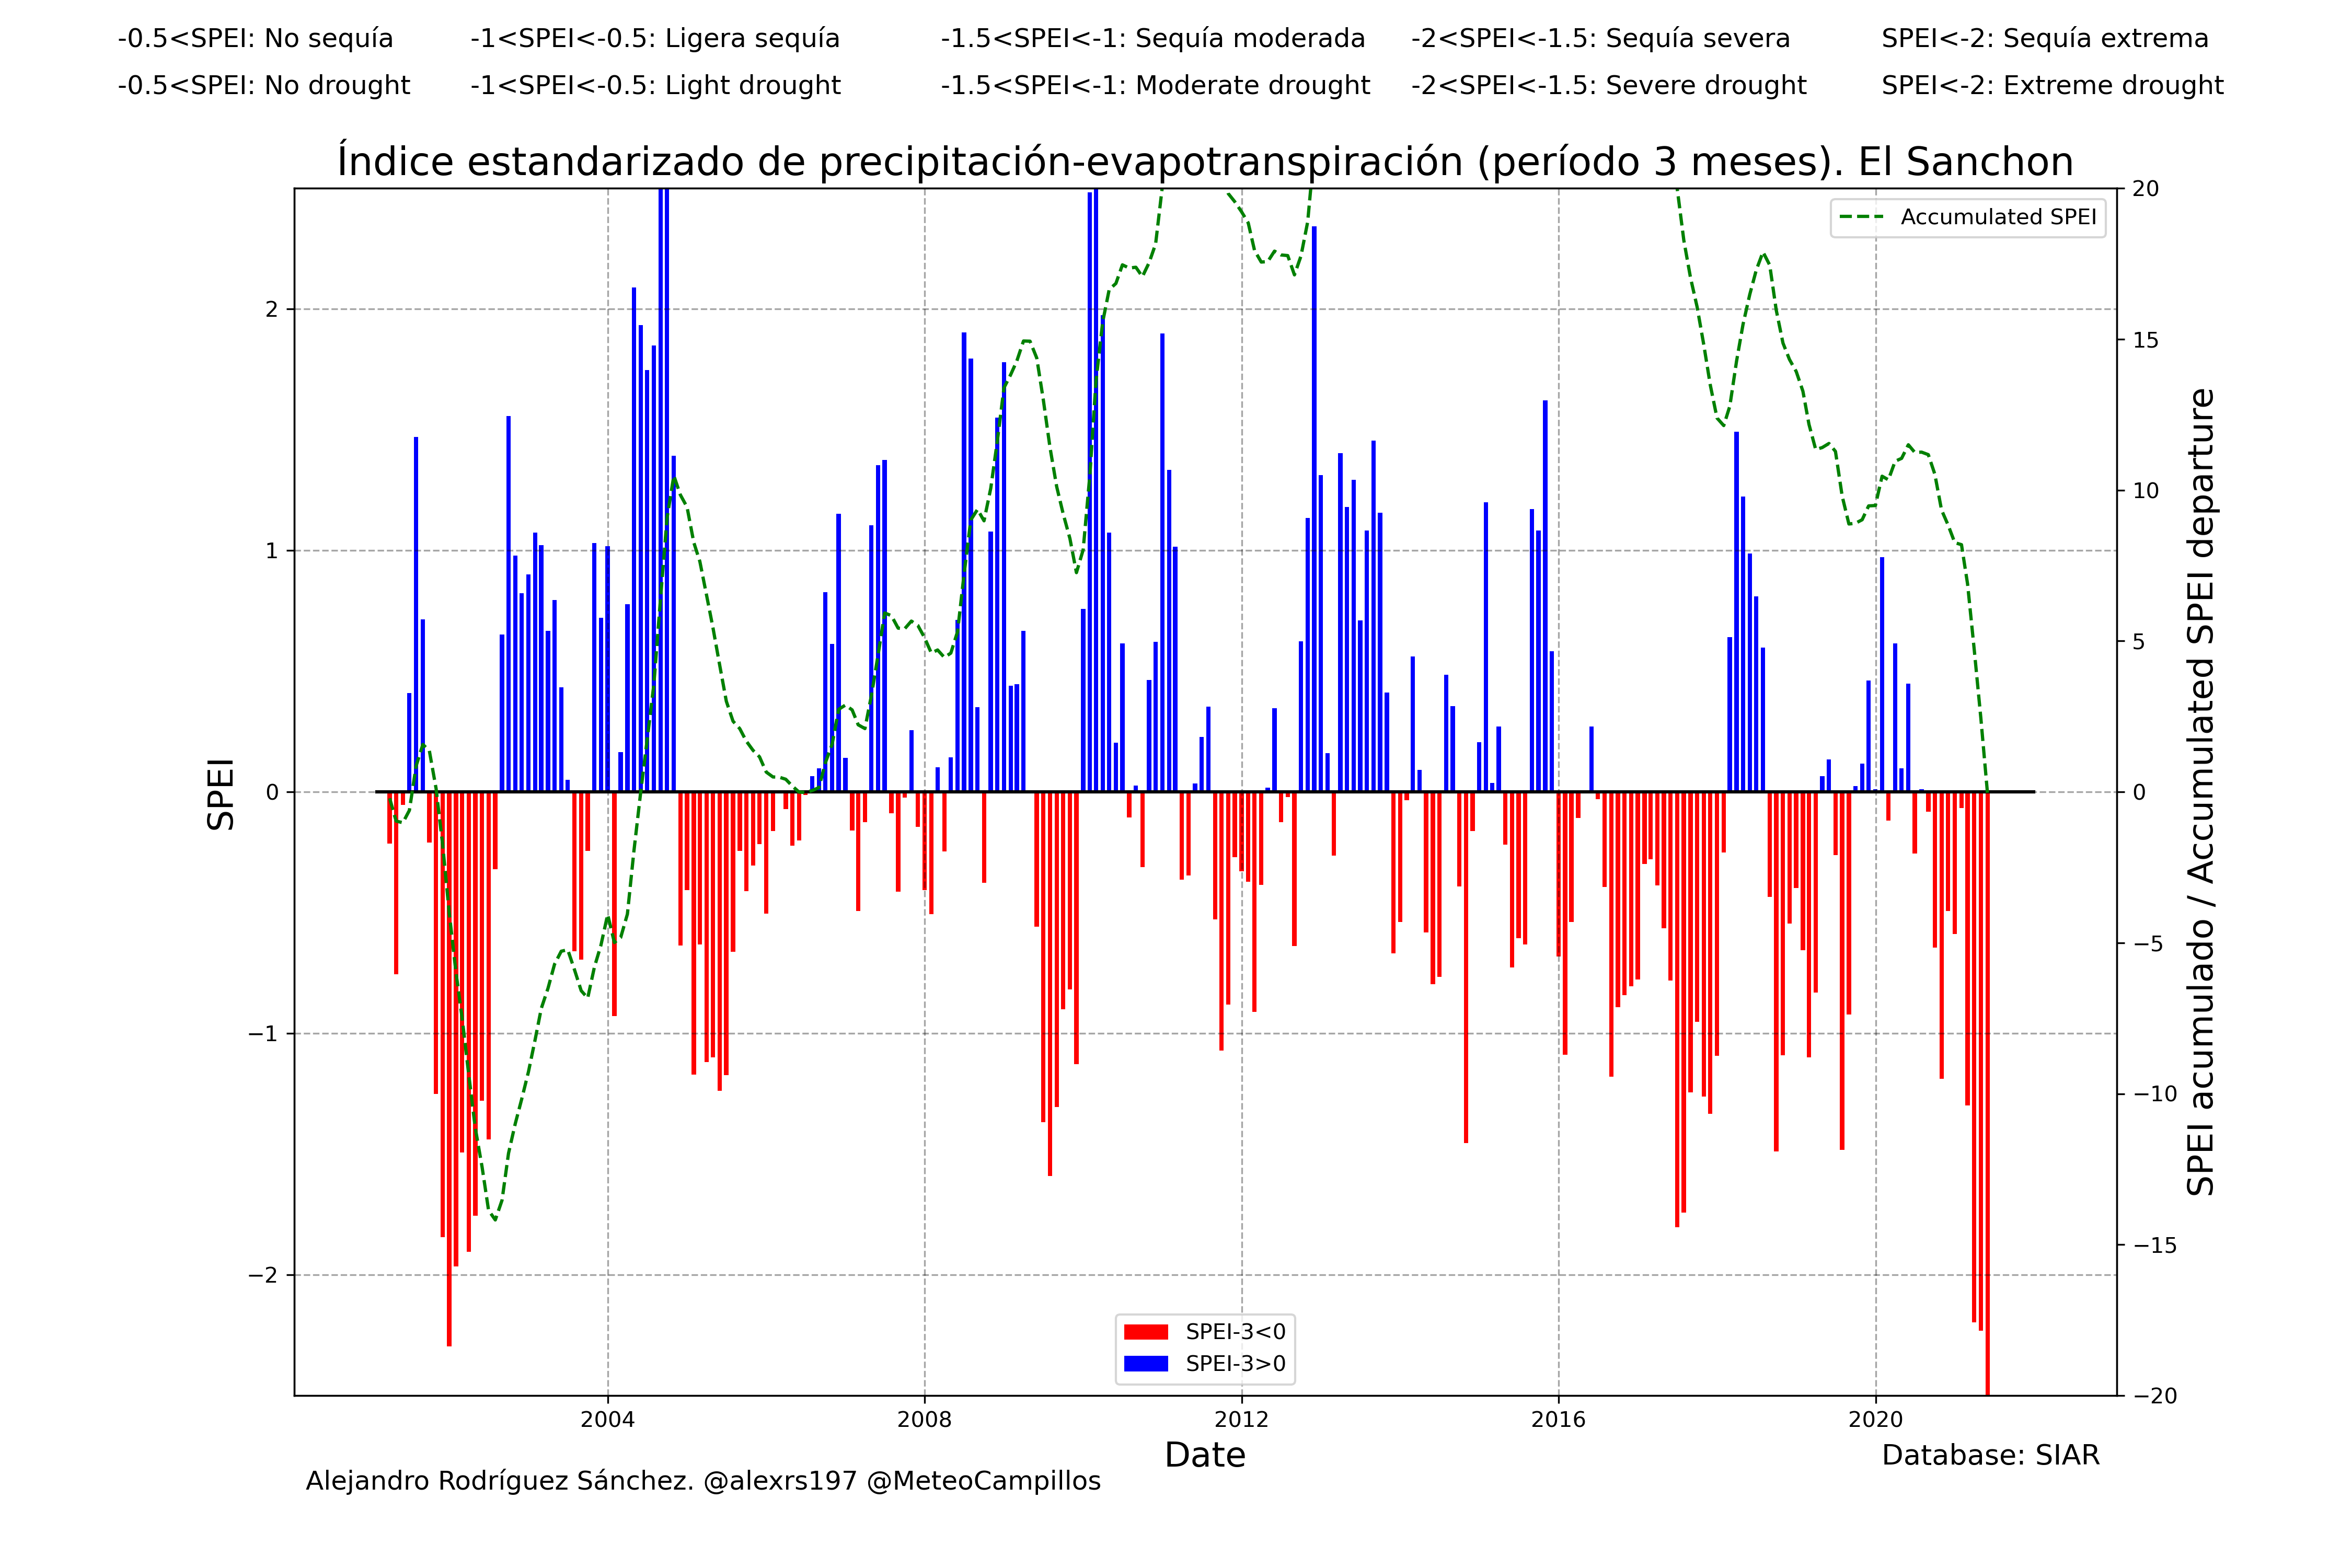 -0.5<SPEI: No sequía -1<SPEI<-0.5: Ligera sequía -1.5<SPEI<-1: Sequía moderada -2<SPEI<-1.5: Sequía severa SPEI<-2: Sequía extrema
-0.5<SPEI: No drought -1<SPEI<-0.5: Light drought -1.5<SPEI<-1: Moderate drought -2<SPEI<-1.5: Severe drought SPEI<-2: Extreme drought
Índice estandarizado de precipitación-evapotranspiración (período 3 meses). El Sanchon
Accumulated SPEI
SPEI
2
1
0
−1
−2
20
15
10
5
0
−5
−10
−15
−20
SPEI acumulado / Accumulated SPEI departure
SPEI-3<0
SPEI-3>0
2004 2008 2012 2016 2020
Date
Database: SIAR
Alejandro Rodríguez Sánchez. @alexrs197 @MeteoCampillos